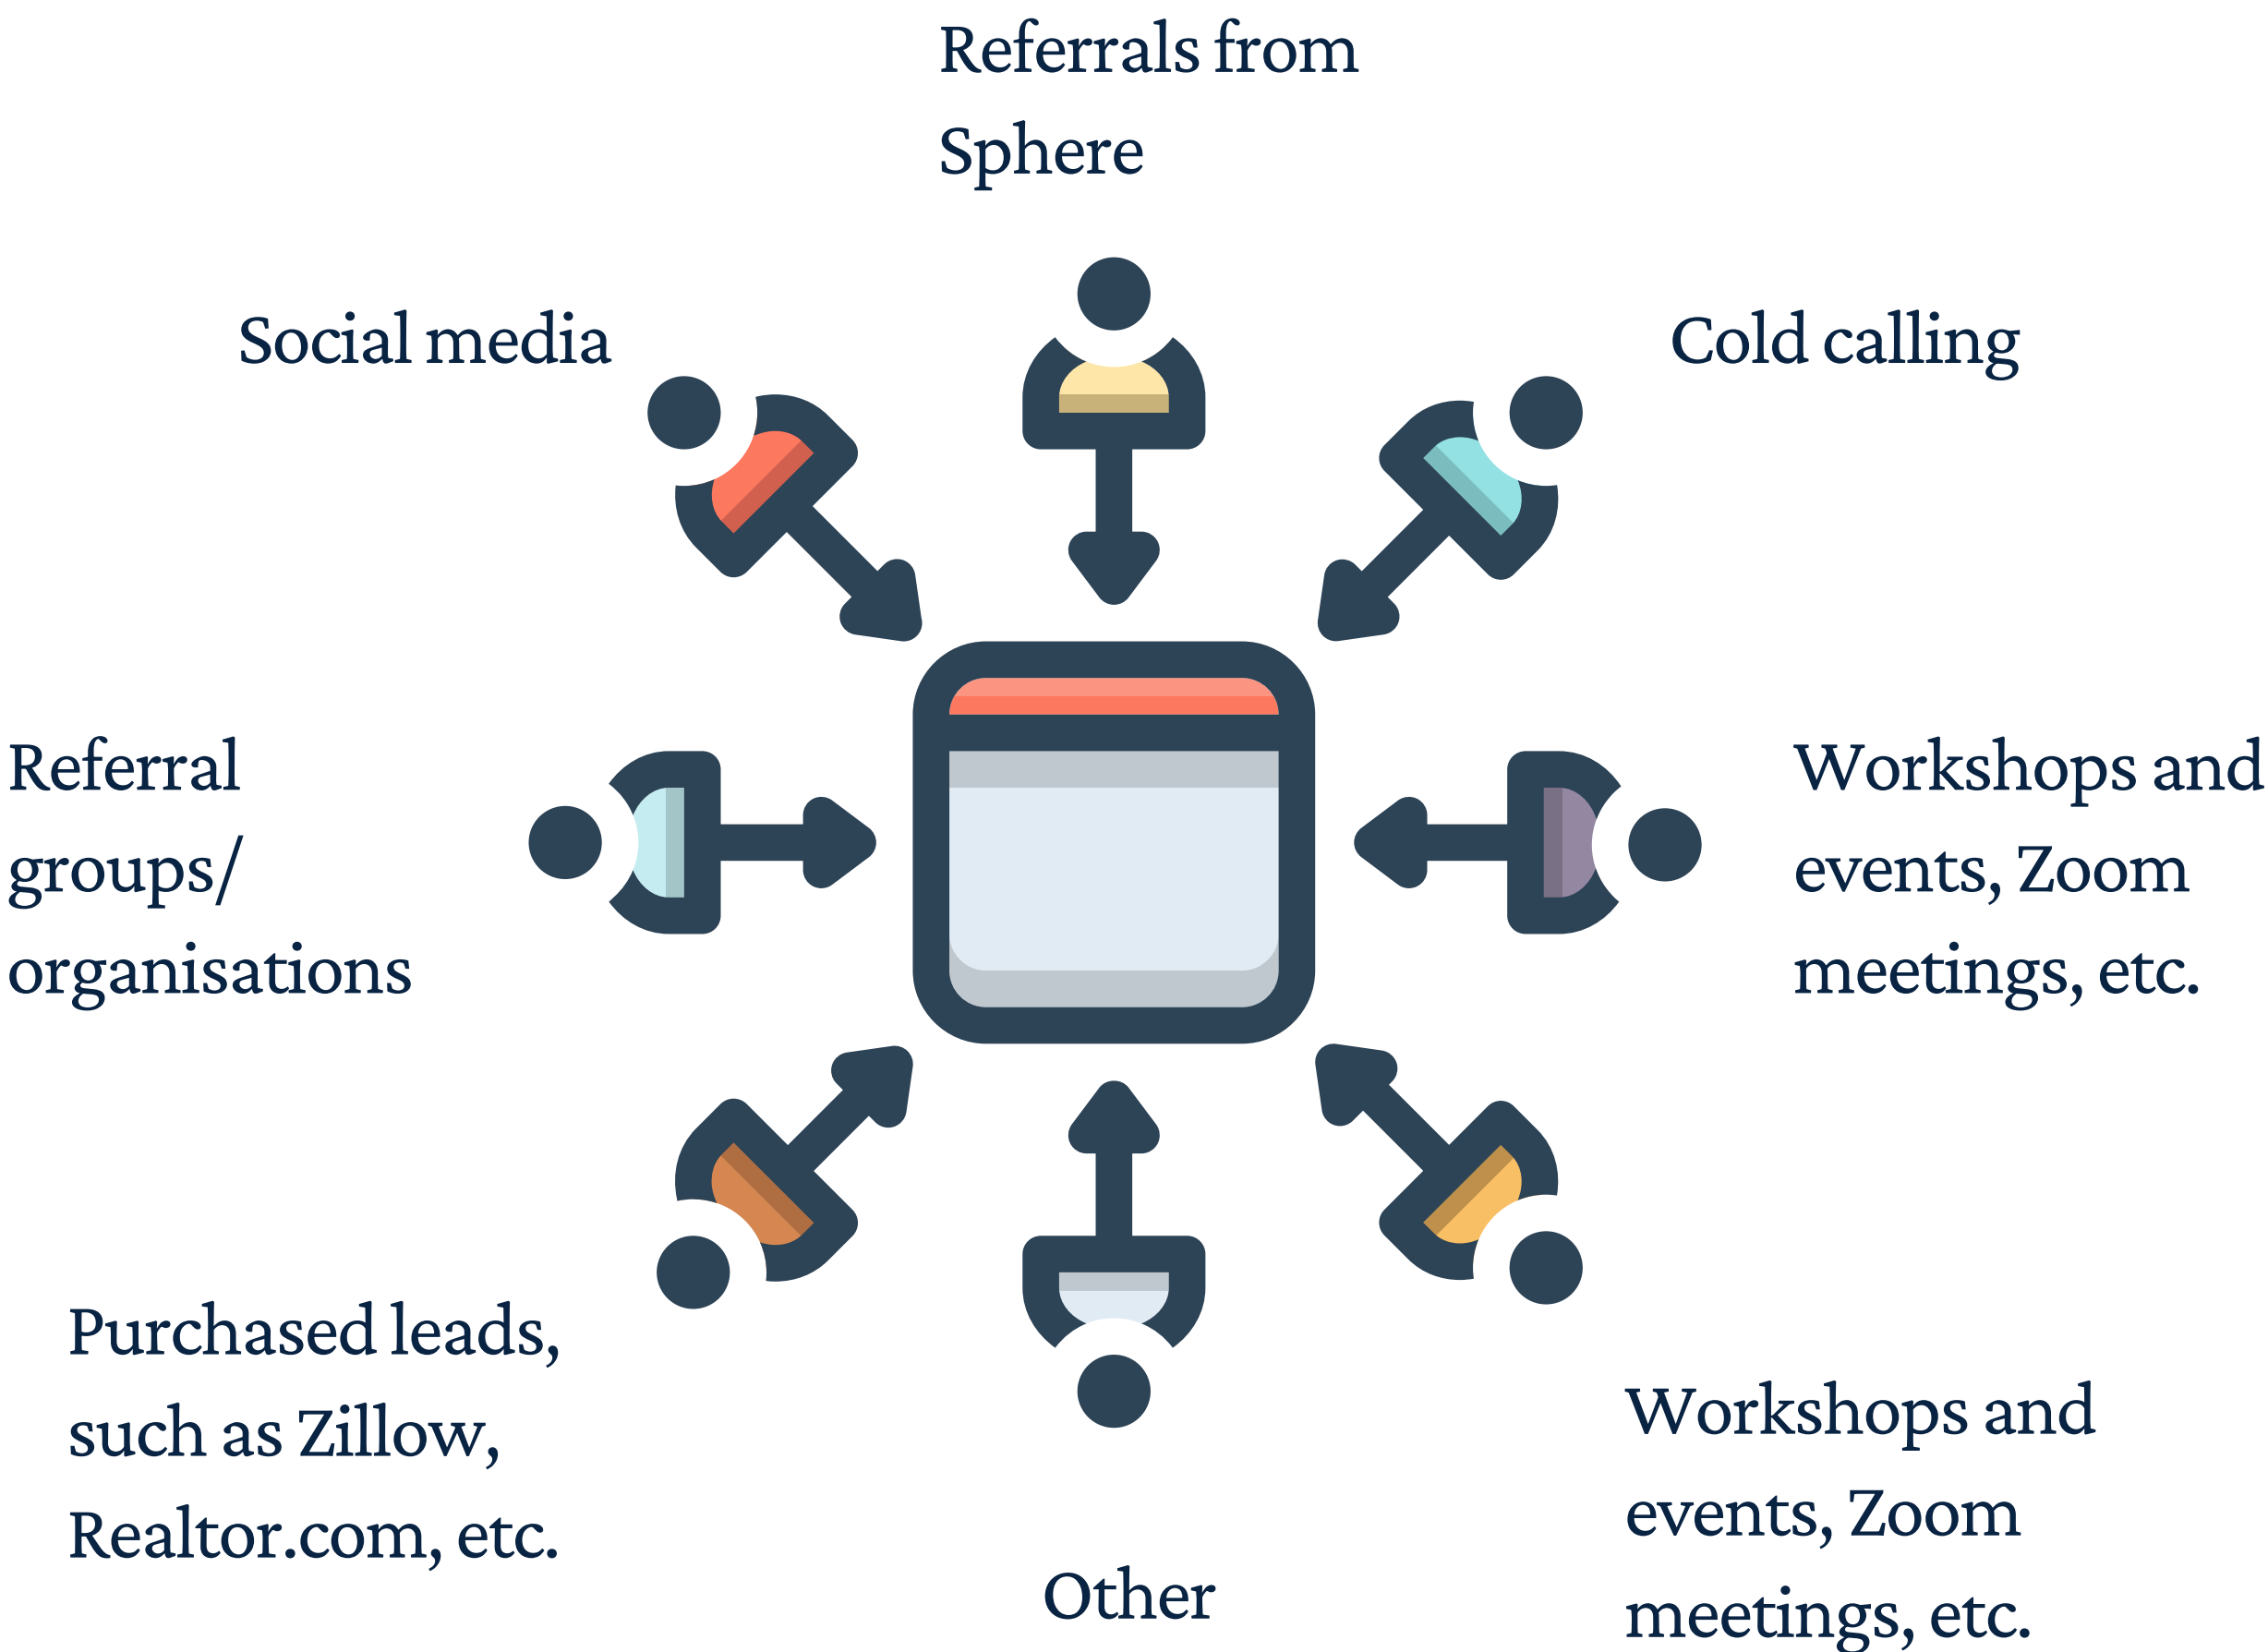 Referrals from
Sphere
Social media
Cold calling
Referral
group/
organisations
Workshops and
events, Zoom
meetings, etc.
Purchased leads,
such as Zillow,
Realtor.com, etc.
Workshops and
events, Zoom
meetings, etc.
Other